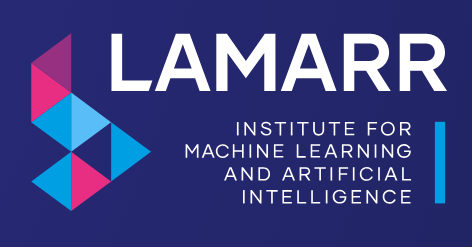 LAMARR
INSTITUTE FOR
MACHINE LEARNING
AND ARTIFICIAL
INTELLIGENCE